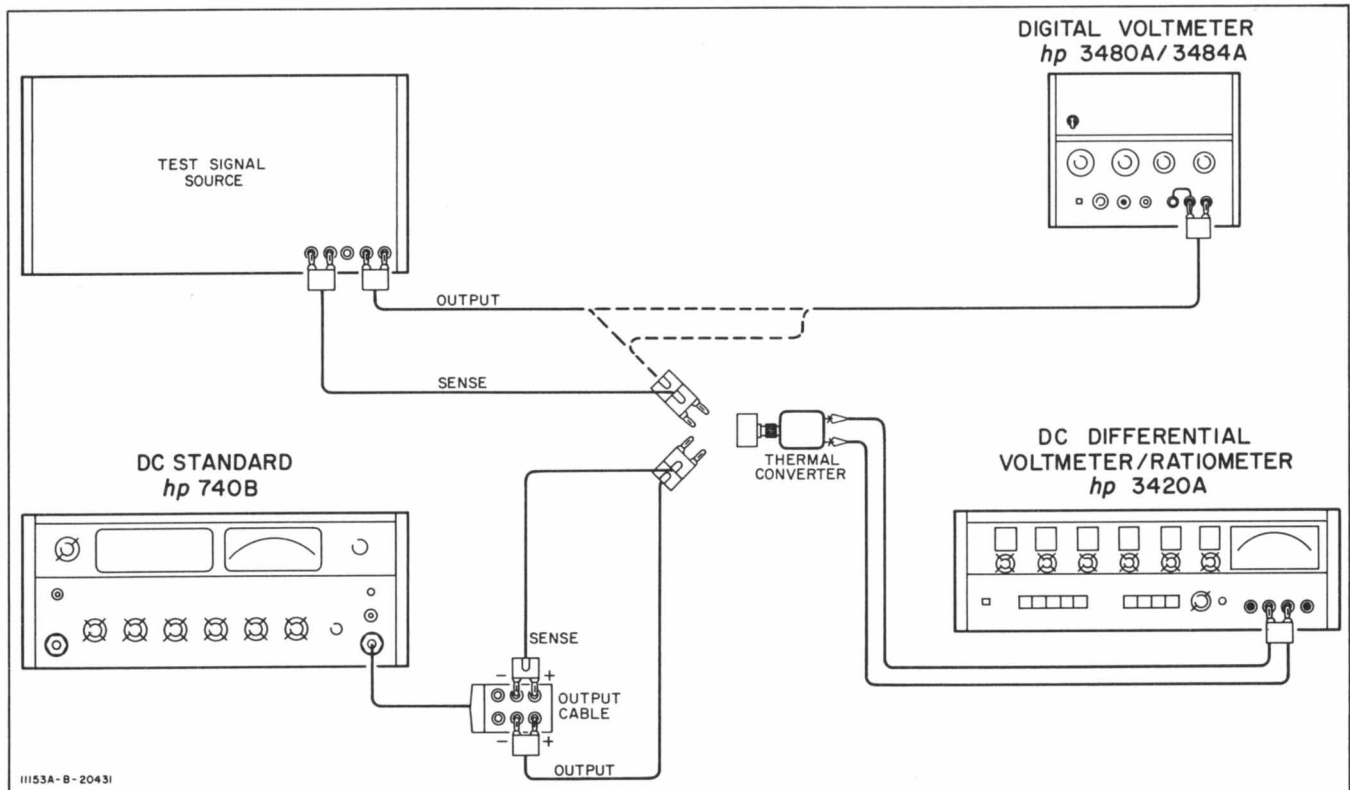 DIGITAL VOLTMETER
hp 3480A/3484A
TEST SIGNAL
SOURCE
OUTPUT
SENSE
THERMAL
CONVERTER
DC STANDARD
hp 740B
DC DIFFERENTIAL
VOLTMETER/RATIOMETER
hp 3420A
SENSE
- +
OUTPUT
CABLE
- +
OUTPUT
11153A-B-20431